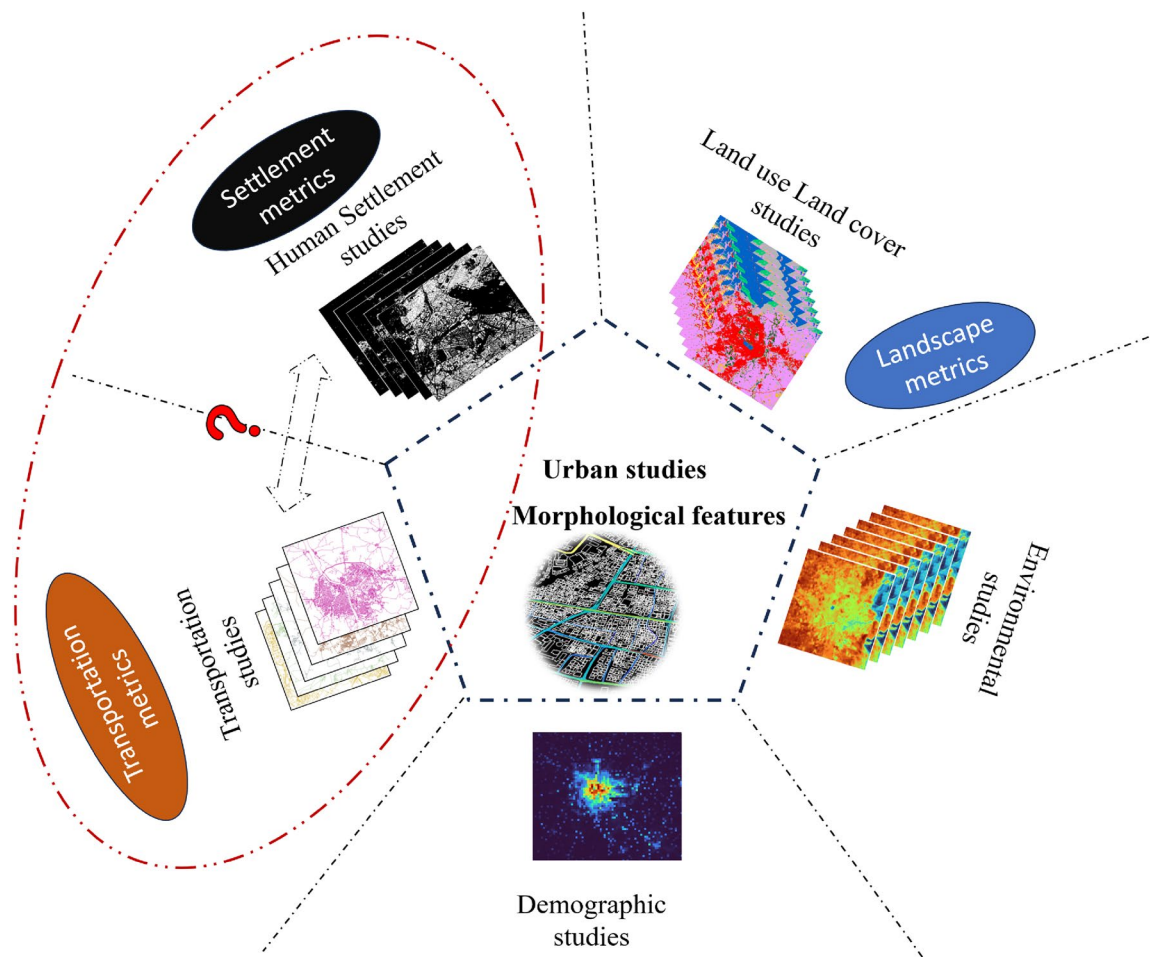 Settlement
metrics
Human Settlement
studies
Land use Land cover
studies
Landscape
metrics
?
Urban studies
Morphological features
Transportation
studies
Transportation
metrics
Environmental
studies
Demographic
studies